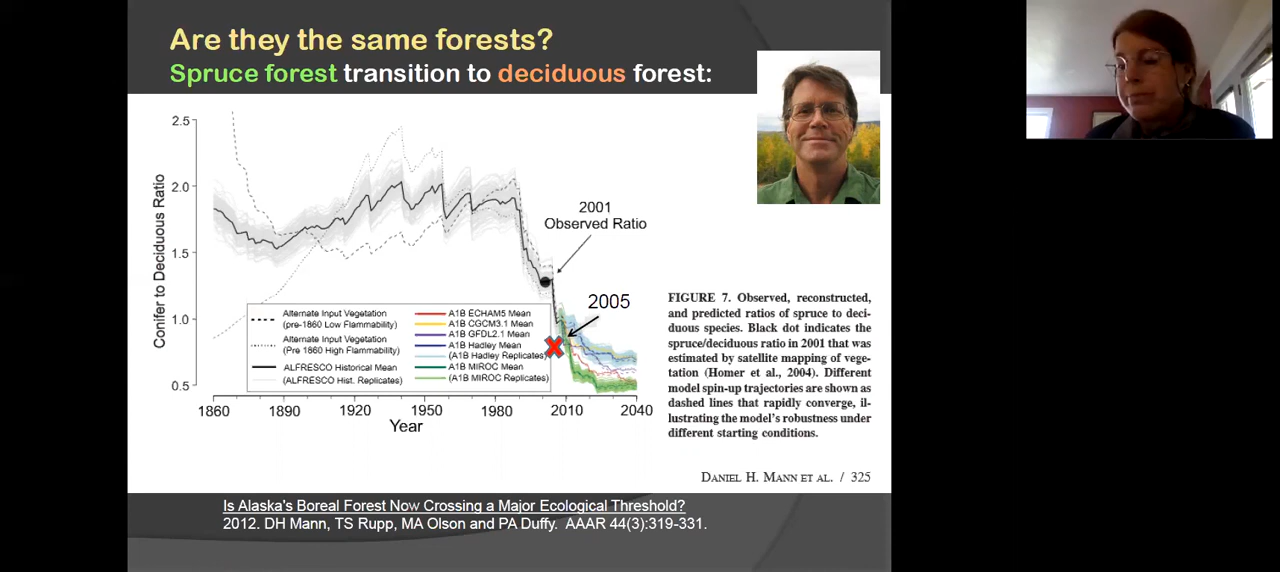 Are they the same forests?
Spruce forest transition to deciduous forest:
2.5
2.0
1.5
1.0
0.5
Conifer to Deciduous Ratio
1860
1890
1920
1950
1980
2010
2040
Year
2001
Observed Ratio
2005
Alternate Input Vegetation
(pre-1860 Low Flammability)
Alternate Input Vegetation
(Pre 1860 High Flammability)
ALFRESCO Historical Mean
(ALFRESCO Hist. Replicates)
A1B ECHAM5 Mean
A1B CGCM3.1 Mean
A1B GFDL2.1 Mean
A1B Hadley Mean
(A1B Hadley Replicates)
A1B MIROC Mean
(A1B MIROC Replicates)
FIGURE 7. Observed, reconstructed,
and predicted ratios of spruce to deci-
duous species. Black dot indicates the
spruce/deciduous ratio in 2001 that was
estimated by satellite mapping of vege-
tation (Homer et al., 2004). Different
model spin-up trajectories are shown as
dashed lines that rapidly converge, il-
lustrating the model's robustness under
different starting conditions.
DANIEL H. MANN ET AL. / 325
Is Alaska's Boreal Forest Now Crossing a Major Ecological Threshold?
2012. DH Mann, TS Rupp, MA Olson and PA Duffy. AAAR 44(3):319-331.